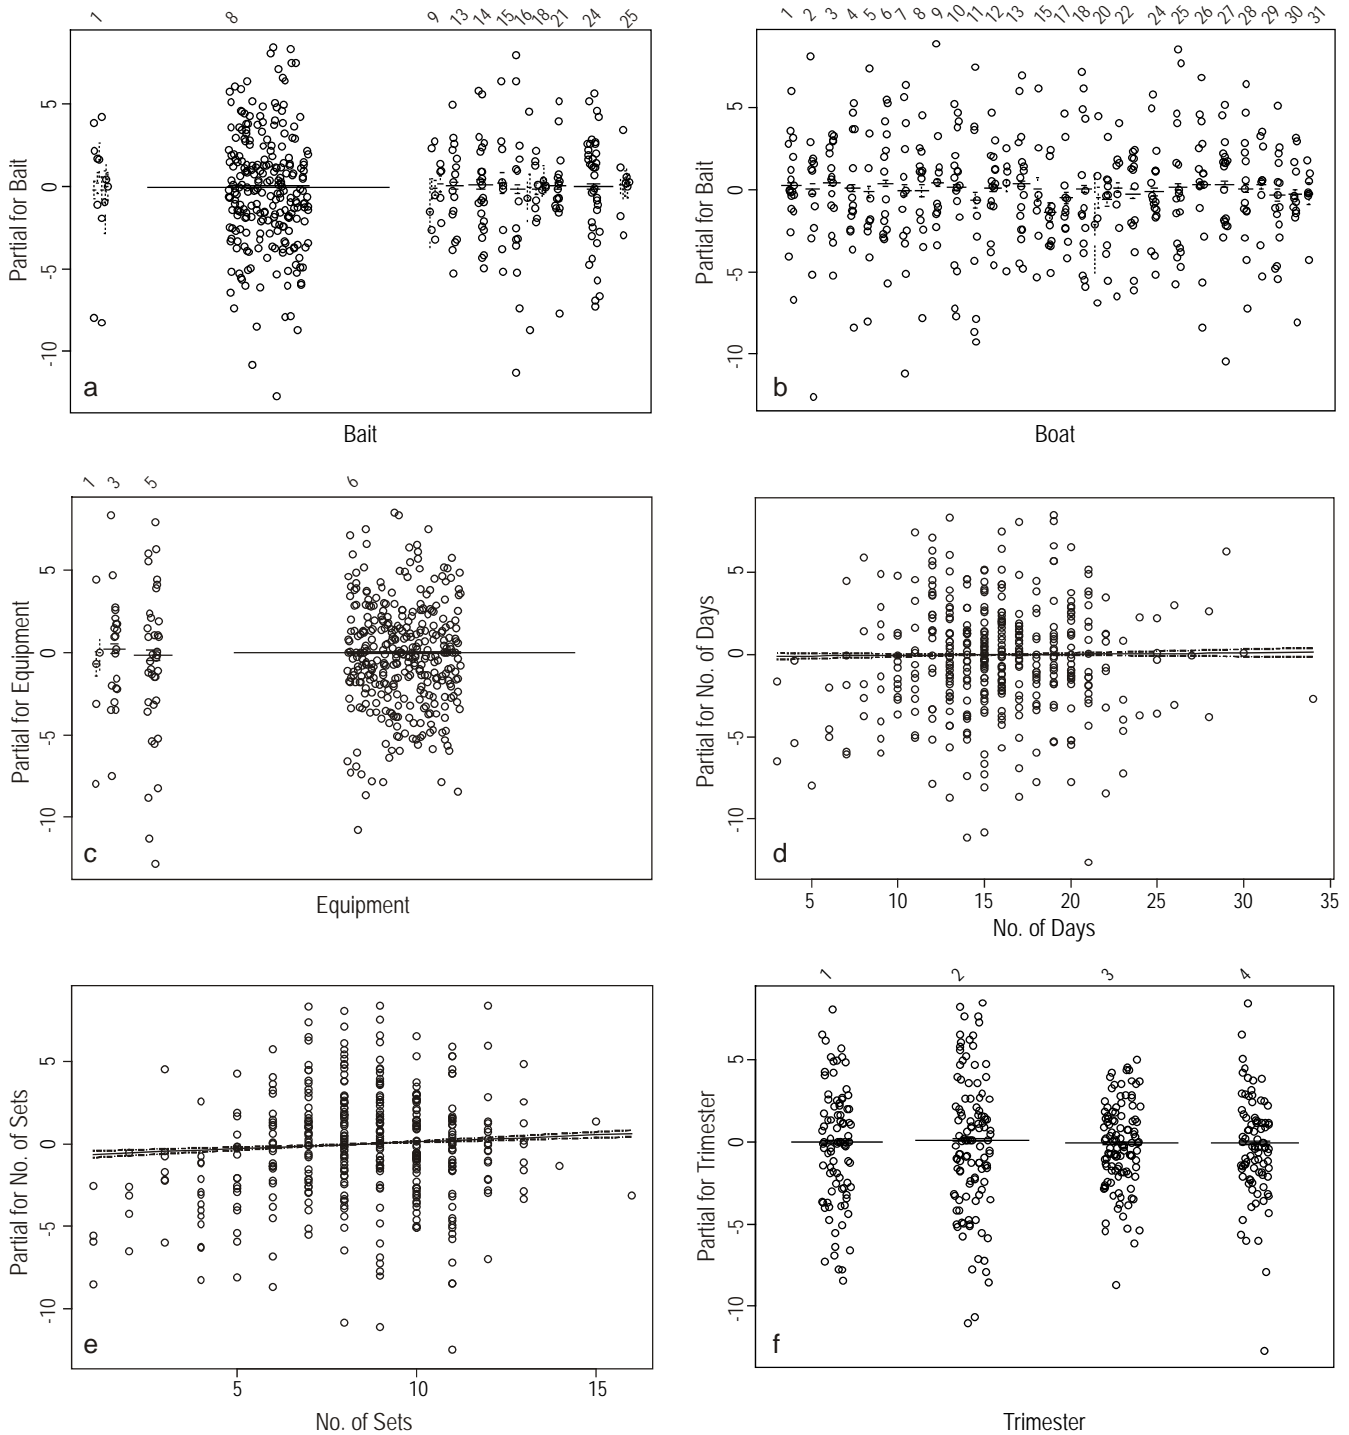 1 8 9 13 14 15 16 18 21 24 25
5
0
-5
-10
Partial for Bait
a
Bait
1 2 3 4 5 6 7 8 9 10 11 12 13 15 17 18 20 22 24 25 26 27 28 29 30 31
5
0
-5
-10
Partial for Bait
b
Boat
1 3 5 6
5
0
-5
-10
Partial for Equipment
c
Equipment
5
0
-5
-10
Partial for No. of Days
d
5 10 15 20 25 30 35
No. of Days
5
0
-5
-10
Partial for No. of Sets
e
5 10 15
No. of Sets
1 2 3 4
5
0
-5
-10
Partial for Trimester
f
Trimester